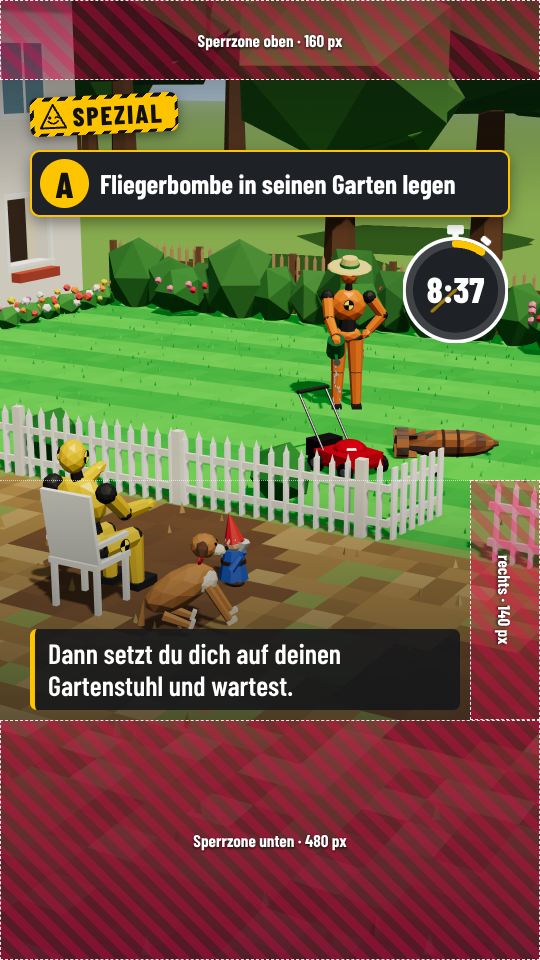 Sperrzone oben · 160 px
SPEZIAL
A Fliegerbombe in seinen Garten legen
8:37
rechts · 140 px
Dann setzt du dich auf deinen
Gartenstuhl und wartest.
Sperrzone unten · 480 px